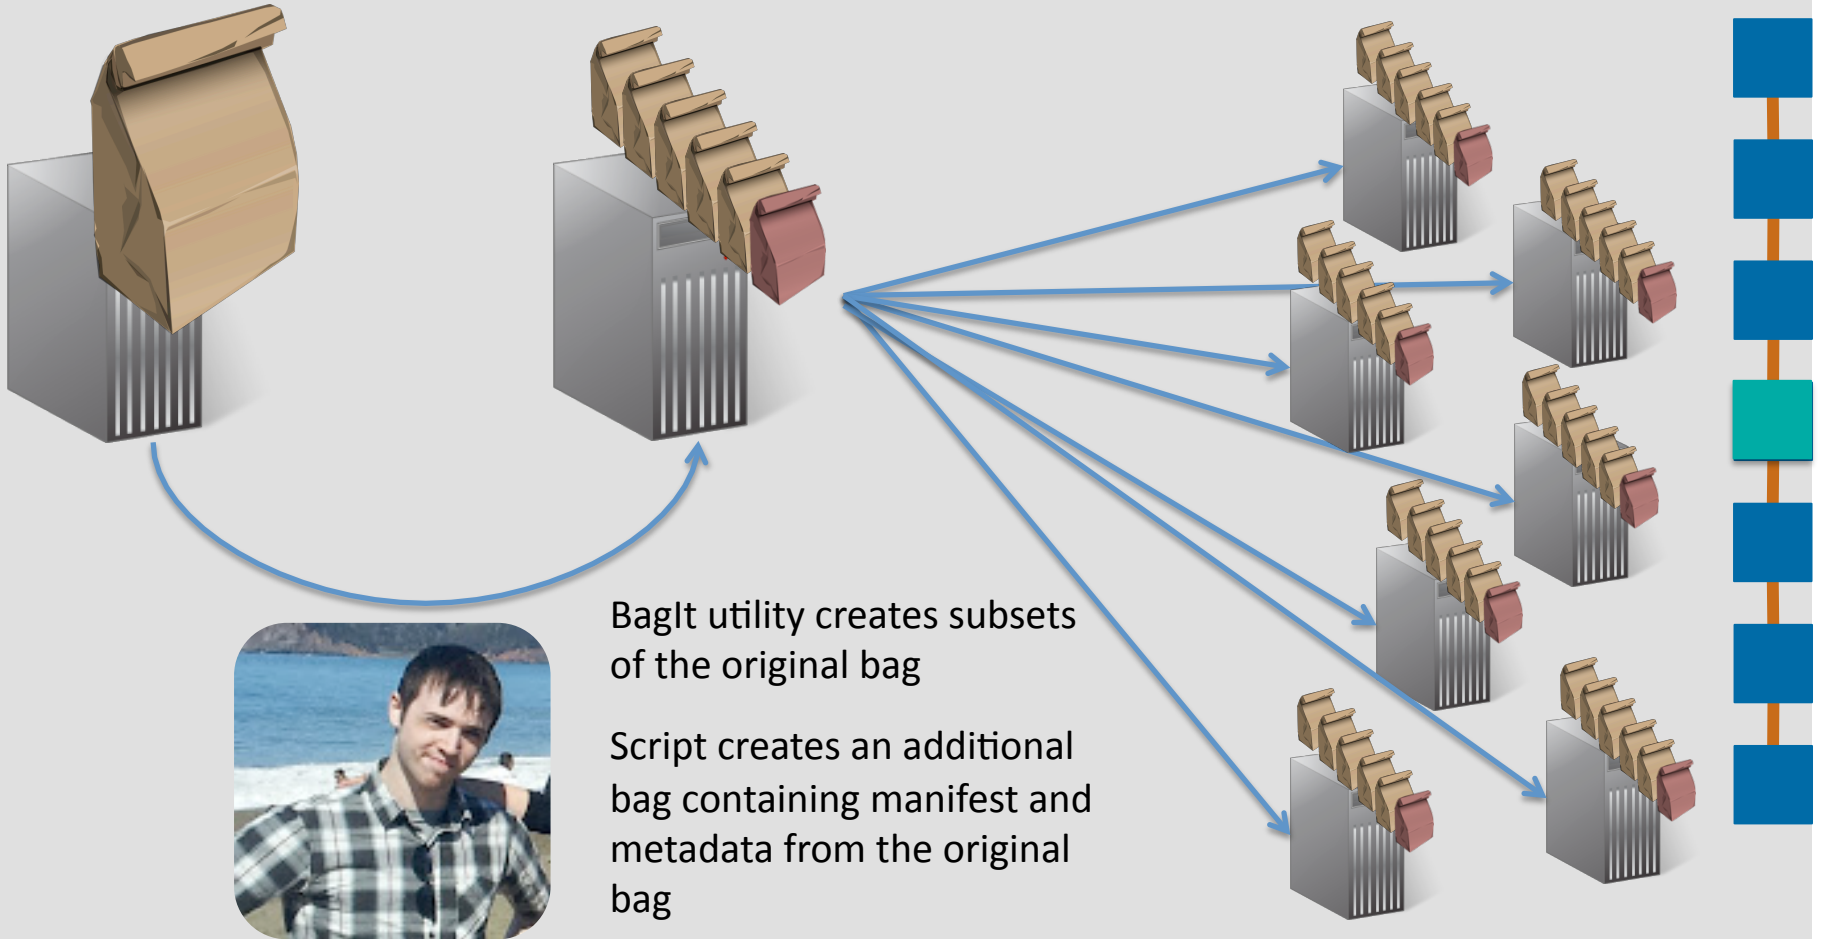 BagIt utility creates subsets
of the original bag
Script creates an additional
bag containing manifest and
metadata from the original
bag